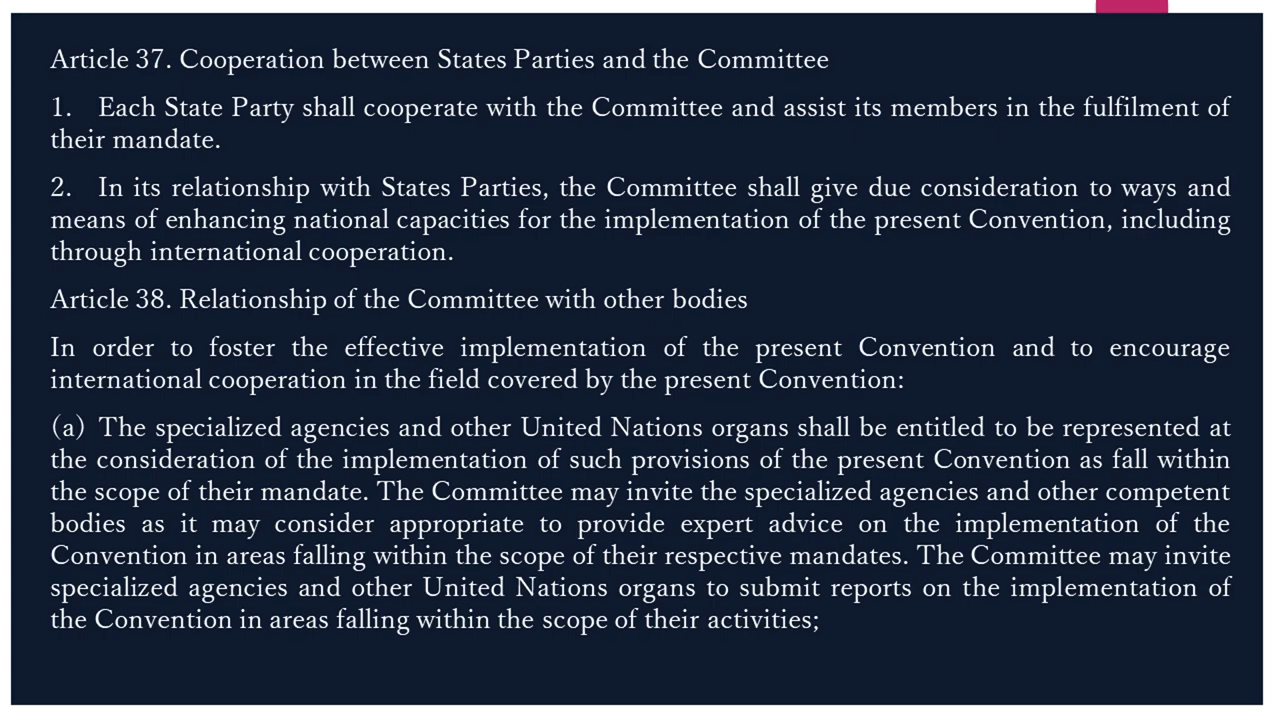 Article 37. Cooperation between States Parties and the Committee
1. Each State Party shall cooperate with the Committee and assist its members in the fulfilment of
their mandate.
2. In its relationship with States Parties, the Committee shall give due consideration to ways and
means of enhancing national capacities for the implementation of the present Convention, including
through international cooperation.
Article 38. Relationship of the Committee with other bodies
In order to foster the effective implementation of the present Convention and to encourage
international cooperation in the field covered by the present Convention:
(a) The specialized agencies and other United Nations organs shall be entitled to be represented at
the consideration of the implementation of such provisions of the present Convention as fall within
the scope of their mandate. The Committee may invite the specialized agencies and other competent
bodies as it may consider appropriate to provide expert advice on the implementation of the
Convention in areas falling within the scope of their respective mandates. The Committee may invite
specialized agencies and other United Nations organs to submit reports on the implementation of
the Convention in areas falling within the scope of their activities;